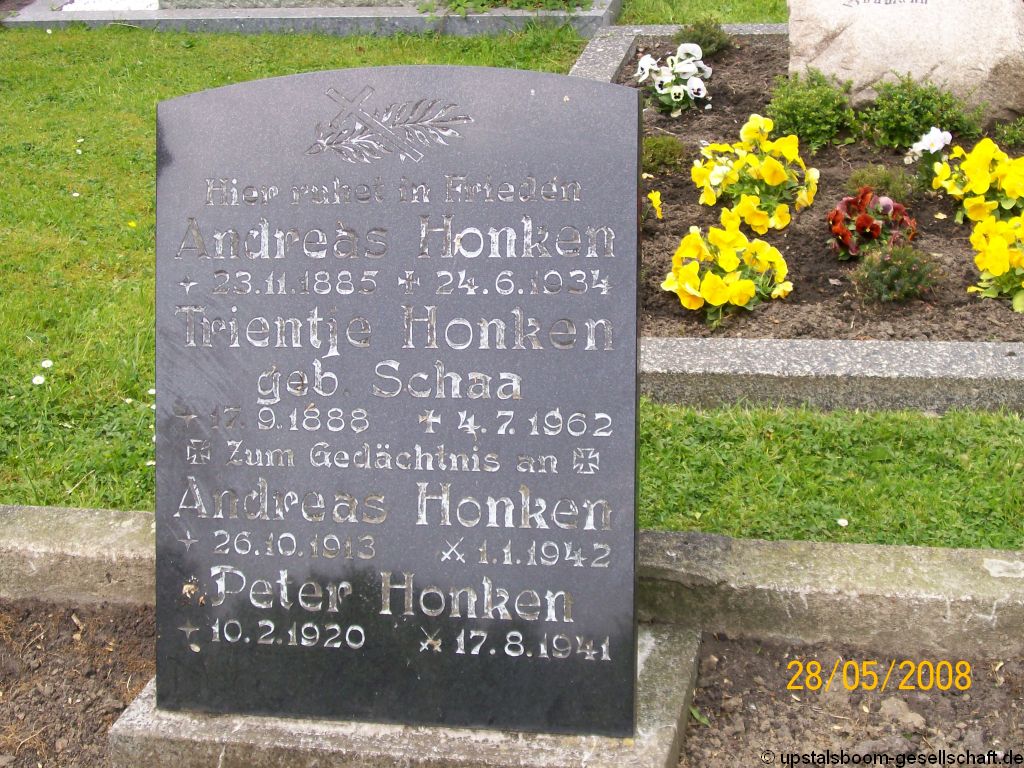 Hier ruhet in Frieden
Andreas Honken
23.11.1885 ✝ 24.6.1934
Trientje Honken
geb. Schaa
17.9.1888 ✝ 4.7.1962
Zum Gedächtnis an
Andreas Honken
26.10.1913 ⚔ 1.1.1942
Peter Honken
10.2.1920 ⚔ 17.8.1941
28/05/2008
© upstalsboom-gesellschaft.de